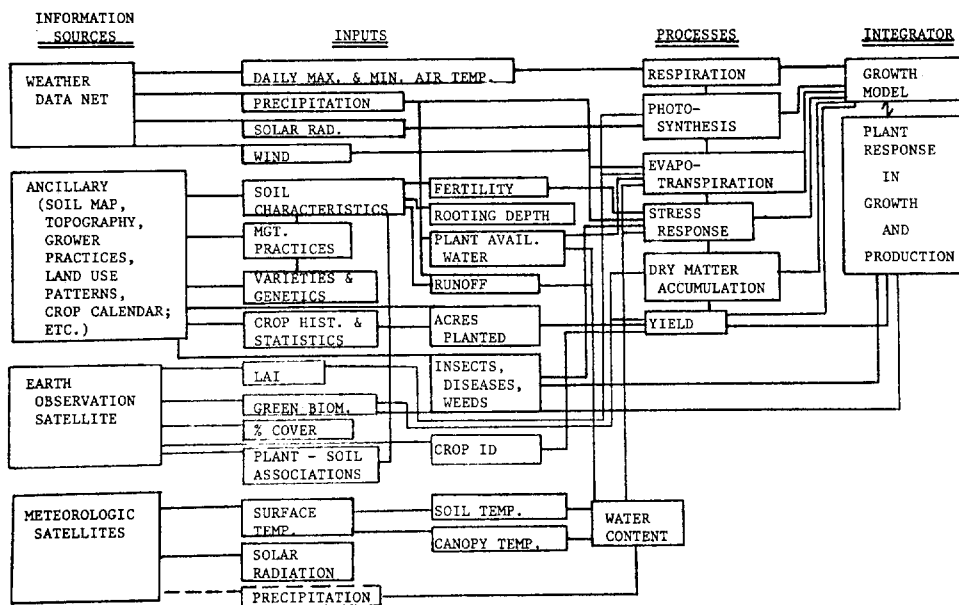 INFORMATION
SOURCES
INPUTS
PROCESSES
INTEGRATOR
WEATHER
DATA NET
DAILY MAX. & MIN. AIR TEMP.
PRECIPITATION
SOLAR RAD.
WIND
ANCILLARY
(SOIL MAP,
TOPOGRAPHY,
GROWER
PRACTICES,
LAND USE
PATTERNS,
CROP CALENDAR;
ETC.)
SOIL
CHARACTERISTICS
MGT.
PRACTICES
VARIETIES &
GENETICS
CROP HIST. &
STATISTICS
FERTILITY
ROOTING DEPTH
PLANT AVAIL.
WATER
RUNOFF
ACRES
PLANTED
INSECTS,
DISEASES,
WEEDS
EARTH
OBSERVATION
SATELLITE
LAI
GREEN BIOM.
% COVER
PLANT - SOIL
ASSOCIATIONS
CROP ID
METEOROLOGIC
SATELLITES
SURFACE
TEMP.
SOLAR
RADIATION
PRECIPITATION
SOIL TEMP.
CANOPY TEMP.
WATER
CONTENT
RESPIRATION
PHOTO-
SYNTHESIS
EVAPO-
TRANSPIRATION
STRESS
RESPONSE
DRY MATTER
ACCUMULATION
YIELD
GROWTH
MODEL
PLANT
RESPONSE
IN
GROWTH
AND
PRODUCTION